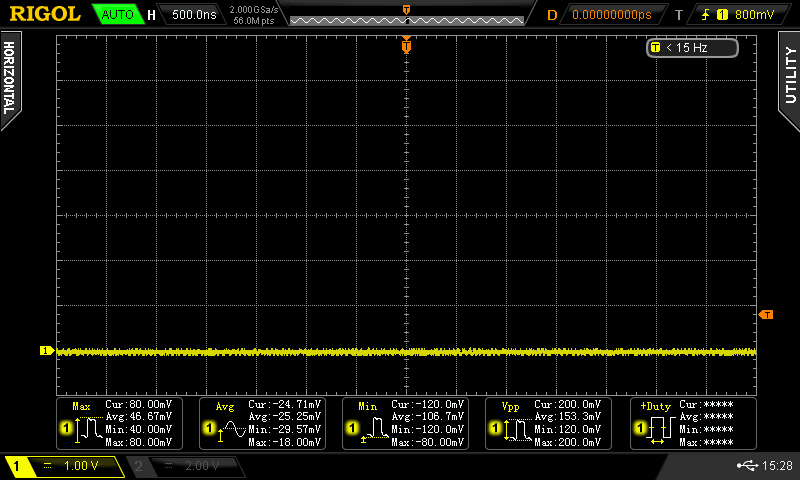 RIGOL AUTO H 500.0ns 2.000GSa/s 56.0M pts T D 0.00000000ps T 1 800mV
HORIZONTAL
UTILITY
T
T < 15 Hz
T
1
Max Cur:80.00mV
Avg:46.67mV
1 Min:40.00mV
Max:80.00mV
Avg Cur:-24.71mV
Avg:-25.25mV
1 Min:-29.57mV
Max:-18.00mV
Min Cur:-120.0mV
Avg:-106.7mV
1 Min:-120.0mV
Max:-80.00mV
Vpp Cur:200.0mV
Avg:153.3mV
1 Min:120.0mV
Max:200.0mV
+Duty Cur:*****
Avg:*****
1 Min:*****
Max:*****
1 = 1.00 V 2 = 2.00 V 15:28